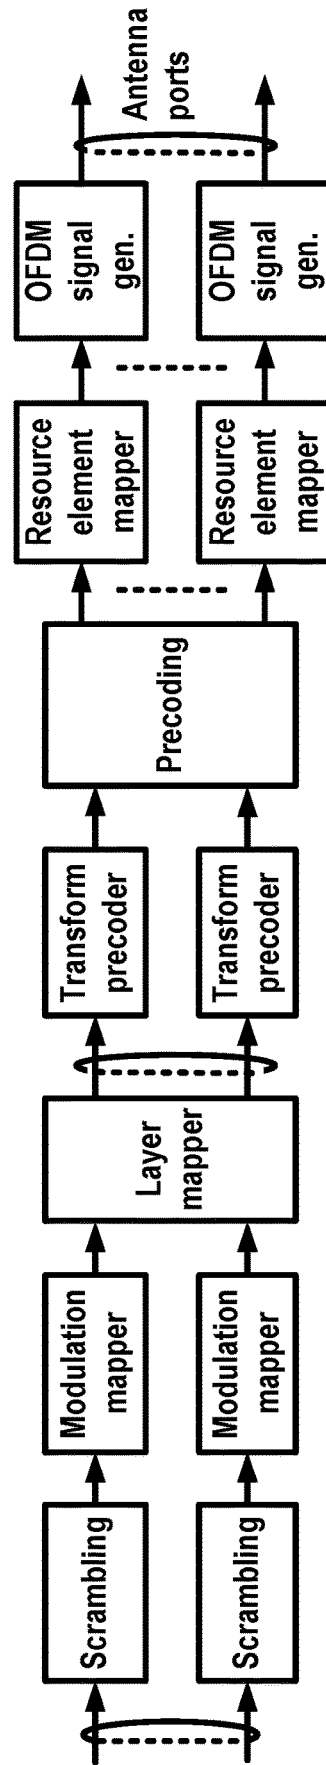 Scrambling
Scrambling
Modulation
mapper
Modulation
mapper
Layer
mapper
Transform
precoder
Transform
precoder
Precoding
Resource
element
mapper
Resource
element
mapper
OFDM
signal
gen.
OFDM
signal
gen.
Antenna
ports